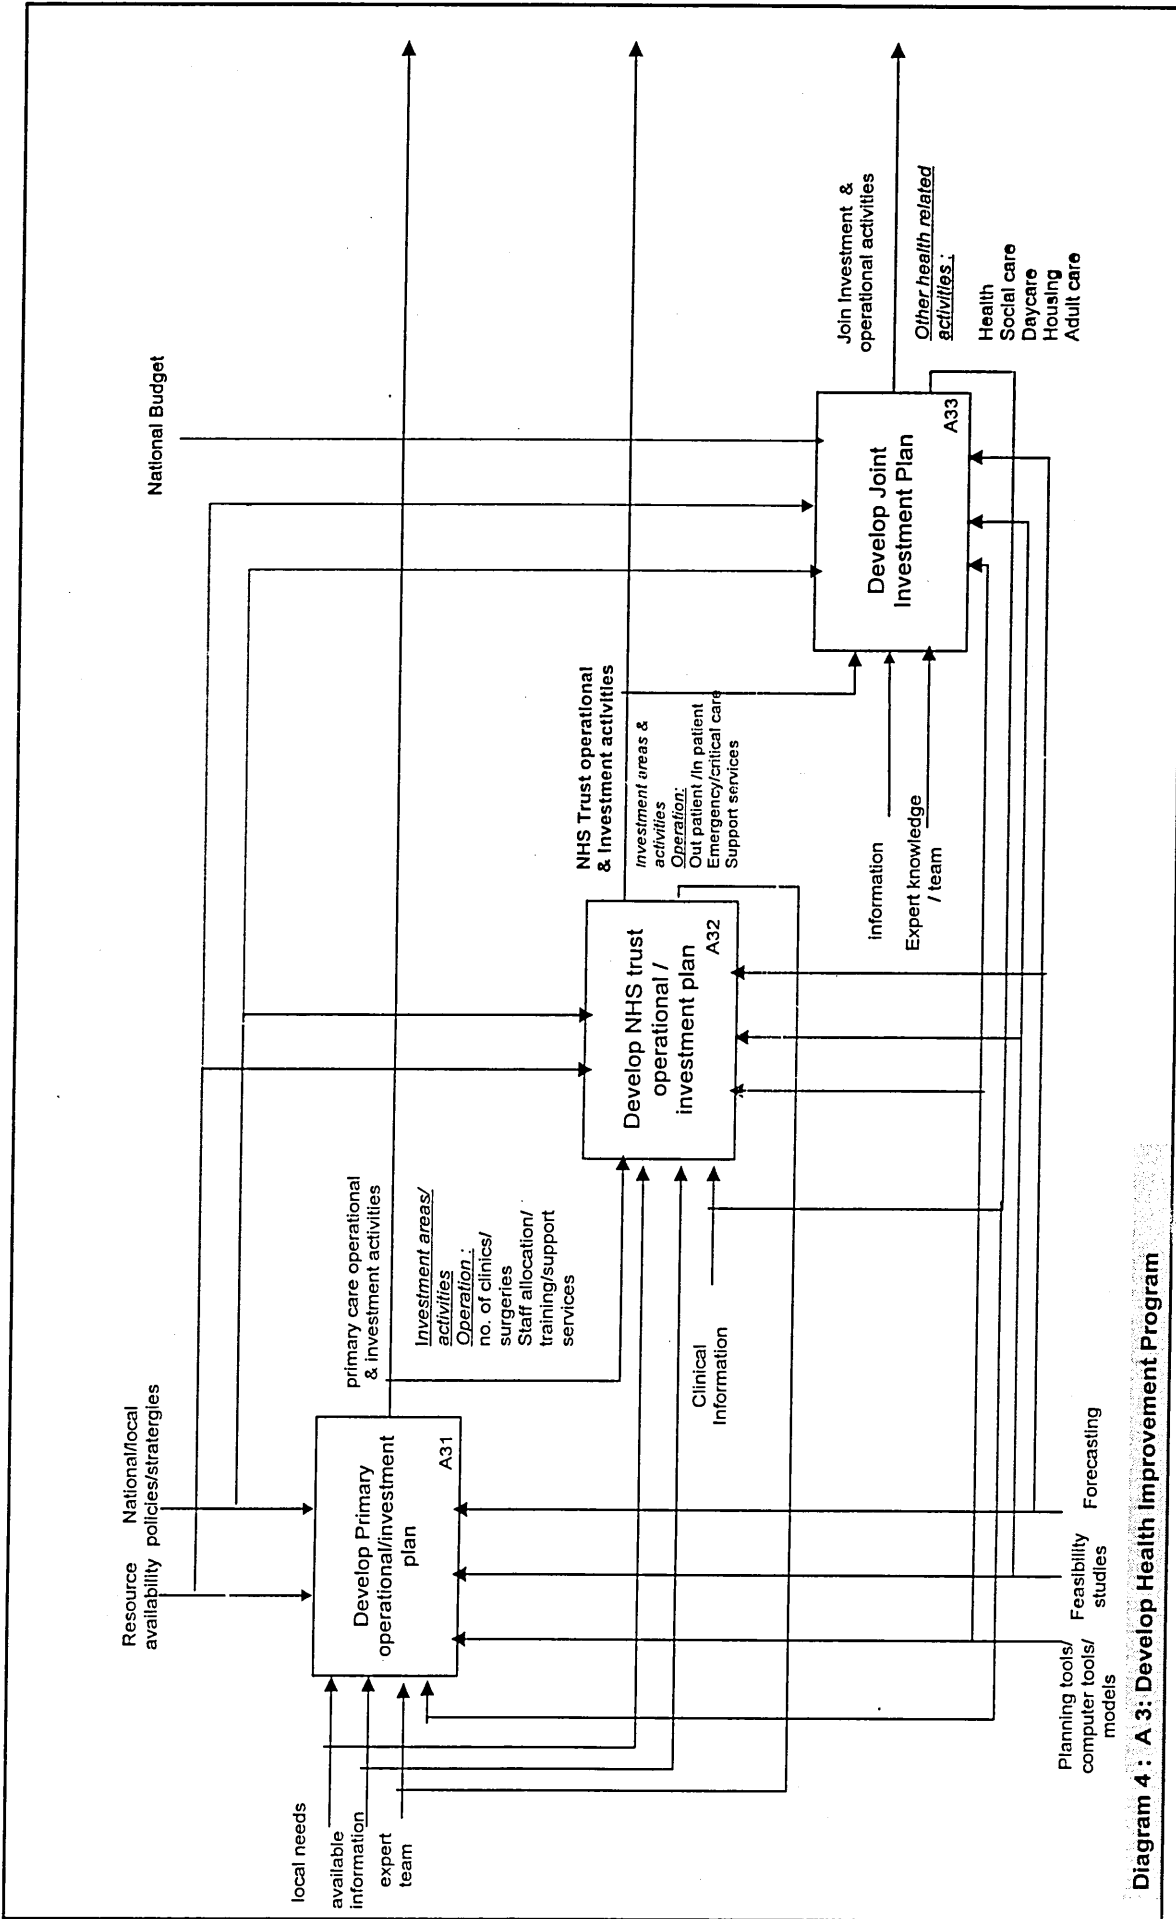 National Budget
Resource
availability
National/local
policies/stratergies
local needs
available
information
expert
team
Develop Primary
operational/investment
plan
A31
primary care operational
& investment activities
Investment areas/
activities
Operation :
no. of clinics/
surgeries
Staff allocation/
training/support
services
Clinical
Information
Develop NHS trust
operational /
investment plan
A32
NHS Trust operational
& Investment activities
Investment areas &
activities
Operation:
Out patient /In patient
Emergency/critical care
Support services
information
Expert knowledge
/ team
Develop Joint
Investment Plan
A33
Join Investment &
operational activities
Other health related
activities :
Health
Social care
Daycare
Housing
Adult care
Planning tools/
computer tools/
models
Feasibility
studies
Forecasting
Diagram 4 : A 3: Develop Health Improvement Program